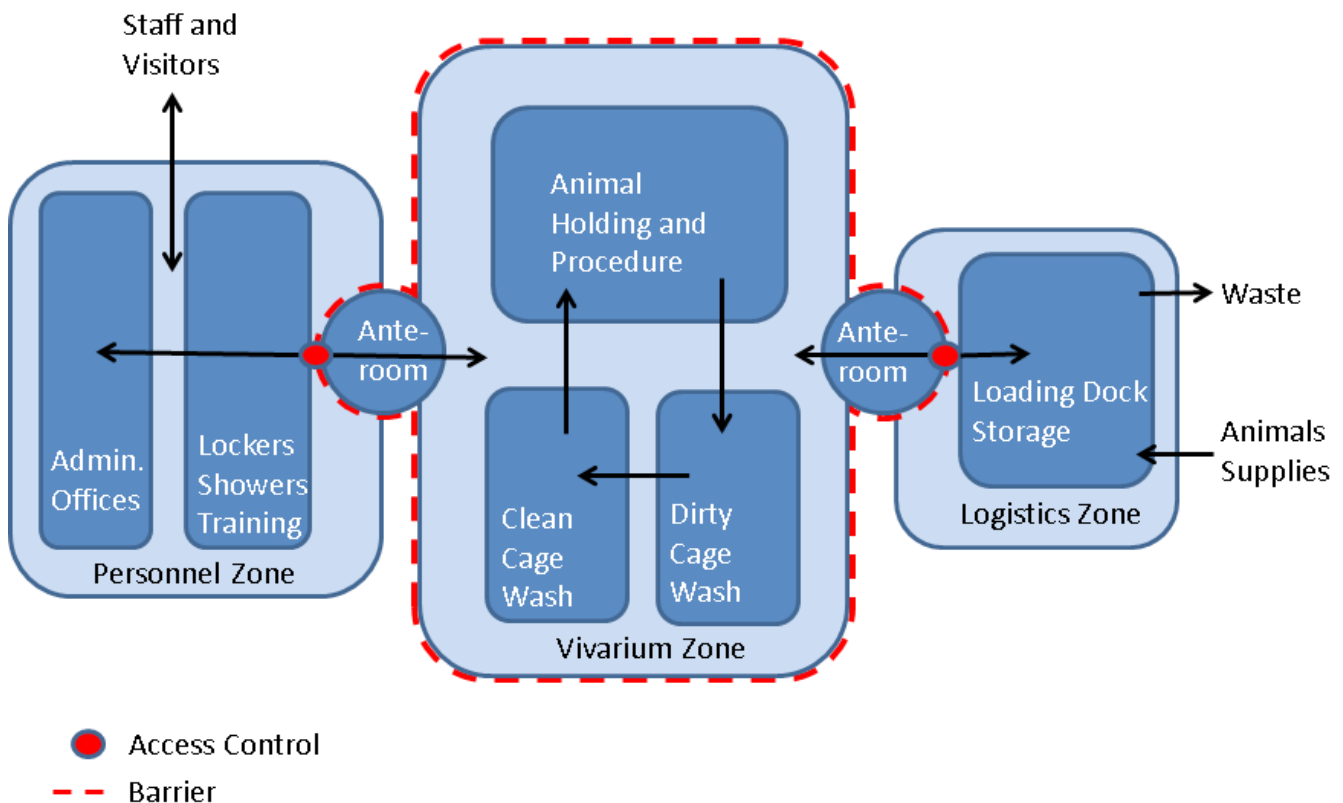 Staff and
Visitors
Admin.
Offices
Lockers
Showers
Training
Personnel Zone
Ante-
room
Animal
Holding and
Procedure
Clean
Cage
Wash
Dirty
Cage
Wash
Vivarium Zone
Ante-
room
Loading Dock
Storage
Logistics Zone
Waste
Animals
Supplies
Access Control
Barrier